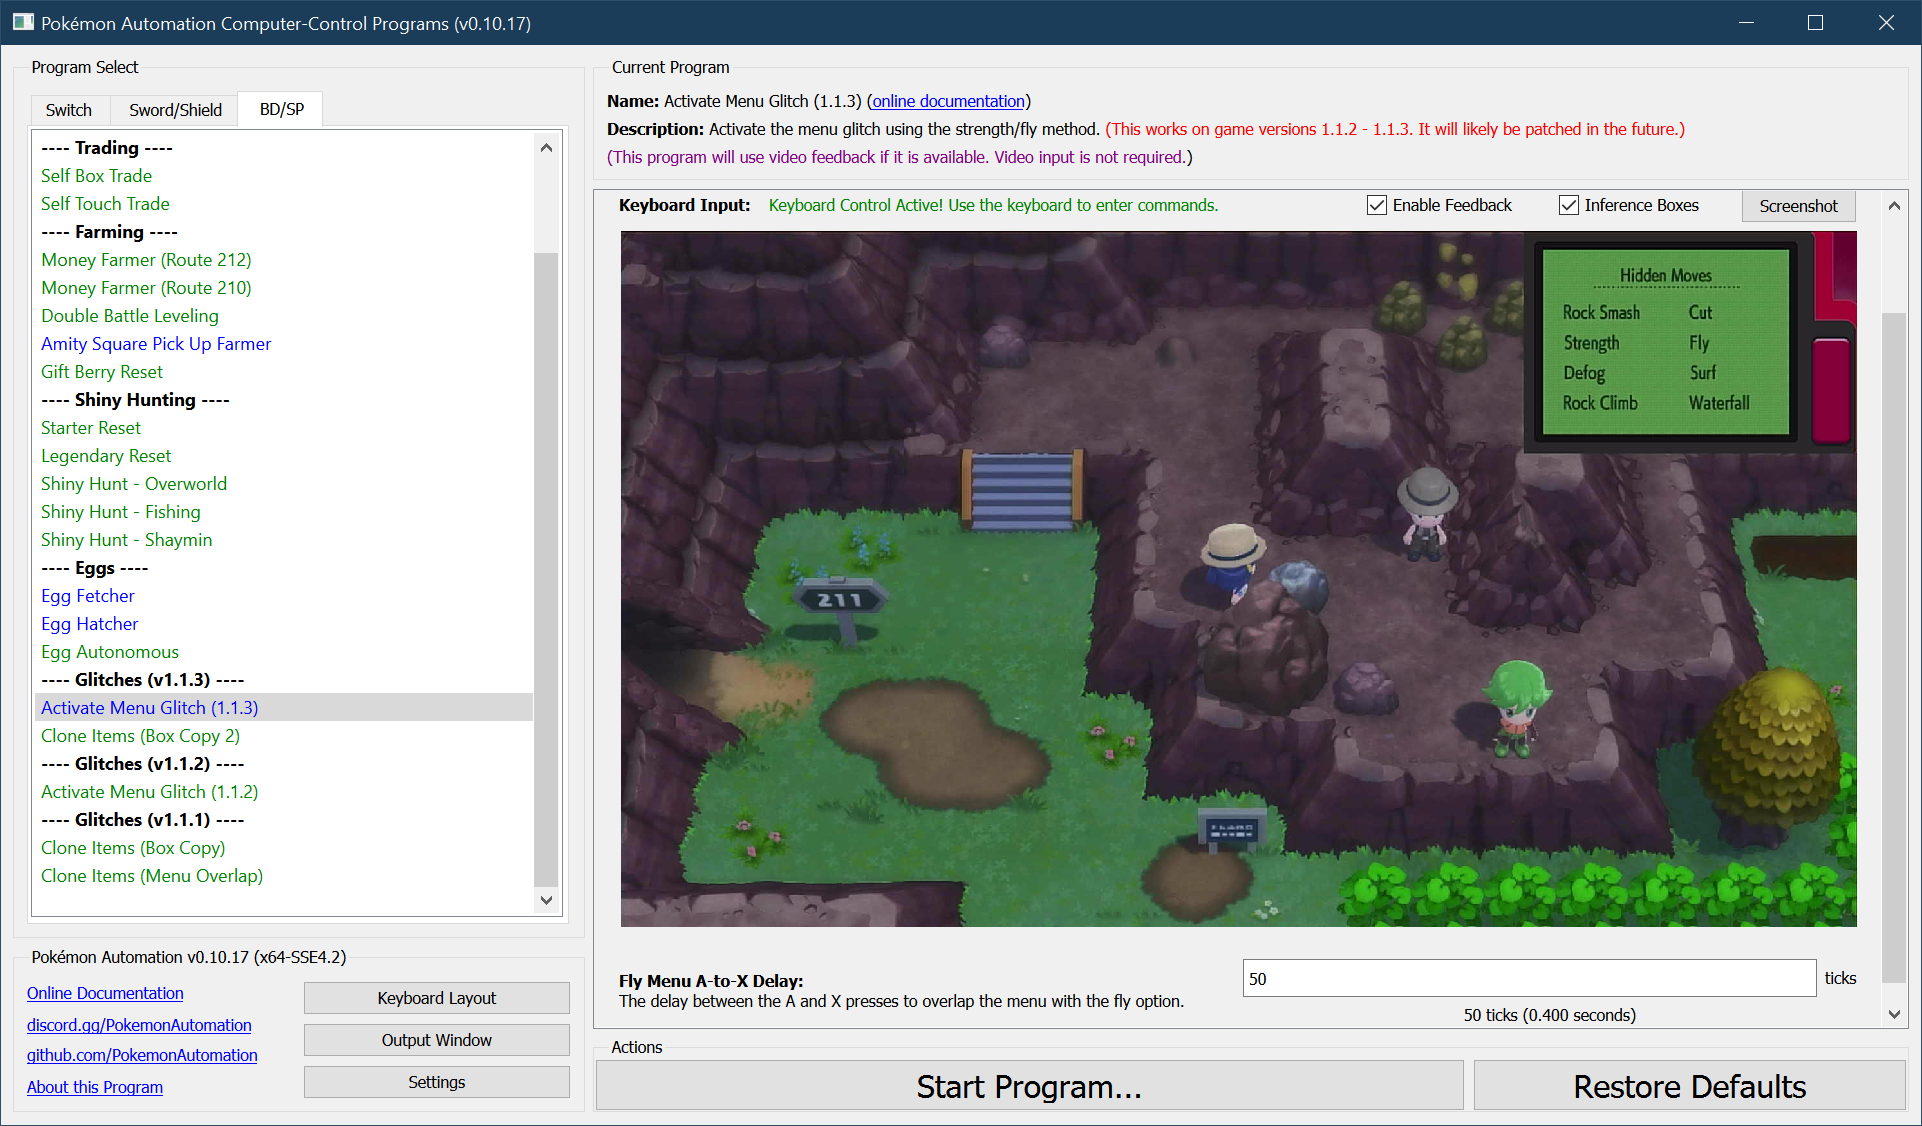 Pokémon Automation Computer-Control Programs (v0.10.17)
Program Select
Switch
Sword/Shield
BD/SP
---- Trading ----
Self Box Trade
Self Touch Trade
---- Farming ----
Money Farmer (Route 212)
Money Farmer (Route 210)
Double Battle Leveling
Amity Square Pick Up Farmer
Gift Berry Reset
---- Shiny Hunting ----
Starter Reset
Legendary Reset
Shiny Hunt - Overworld
Shiny Hunt - Fishing
Shiny Hunt - Shaymin
---- Eggs ----
Egg Fetcher
Egg Hatcher
Egg Autonomous
---- Glitches (v1.1.3) ----
Activate Menu Glitch (1.1.3)
Clone Items (Box Copy 2)
---- Glitches (v1.1.2) ----
Activate Menu Glitch (1.1.2)
---- Glitches (v1.1.1) ----
Clone Items (Box Copy)
Clone Items (Menu Overlap)
Pokémon Automation v0.10.17 (x64-SSE4.2)
Online Documentation
discord.gg/PokemonAutomation
github.com/PokemonAutomation
About this Program
Keyboard Layout
Output Window
Settings
Current Program
Name: Activate Menu Glitch (1.1.3) (online documentation)
Description: Activate the menu glitch using the strength/fly method. (This works on game versions 1.1.2 - 1.1.3. It will likely be patched in the future.)
(This program will use video feedback if it is available. Video input is not required.)
Keyboard Input: Keyboard Control Active! Use the keyboard to enter commands.
Enable Feedback
Inference Boxes
Screenshot
Hidden Moves
Rock Smash Cut
Strength Fly
Defog Surf
Rock Climb Waterfall
211
Fly Menu A-to-X Delay:
The delay between the A and X presses to overlap the menu with the fly option.
50
ticks
50 ticks (0.400 seconds)
Actions
Start Program...
Restore Defaults